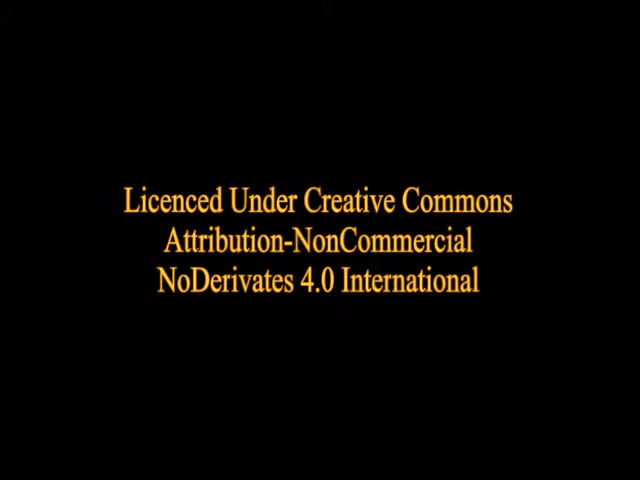 Licenced Under Creative Commons
Attribution-NonCommercial
NoDerivates 4.0 International